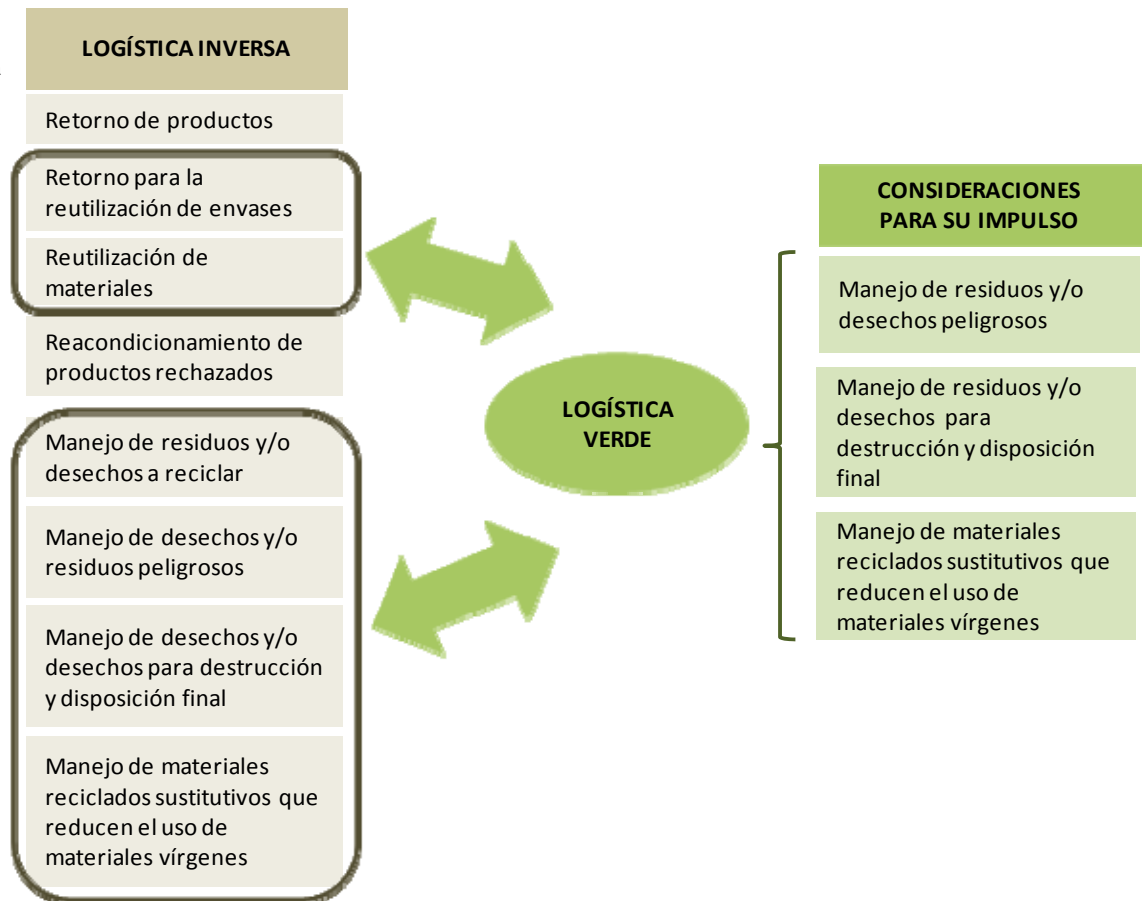 LOGÍSTICA INVERSA
Retorno de productos
Retorno para la
reutilización de envases
Reutilización de
materiales
Reacondicionamiento de
productos rechazados
Manejo de residuos y/o
desechos a reciclar
Manejo de desechos y/o
residuos peligrosos
Manejo de desechos y/o
desechos para destrucción
y disposición final
Manejo de materiales
reciclados sustitutivos que
reducen el uso de
materiales vírgenes
LOGÍSTICA
VERDE
CONSIDERACIONES
PARA SU IMPULSO
Manejo de residuos y/o
desechos peligrosos
Manejo de residuos y/o
desechos para
destrucción y disposición
final
Manejo de materiales
reciclados sustitutivos que
reducen el uso de
materiales vírgenes